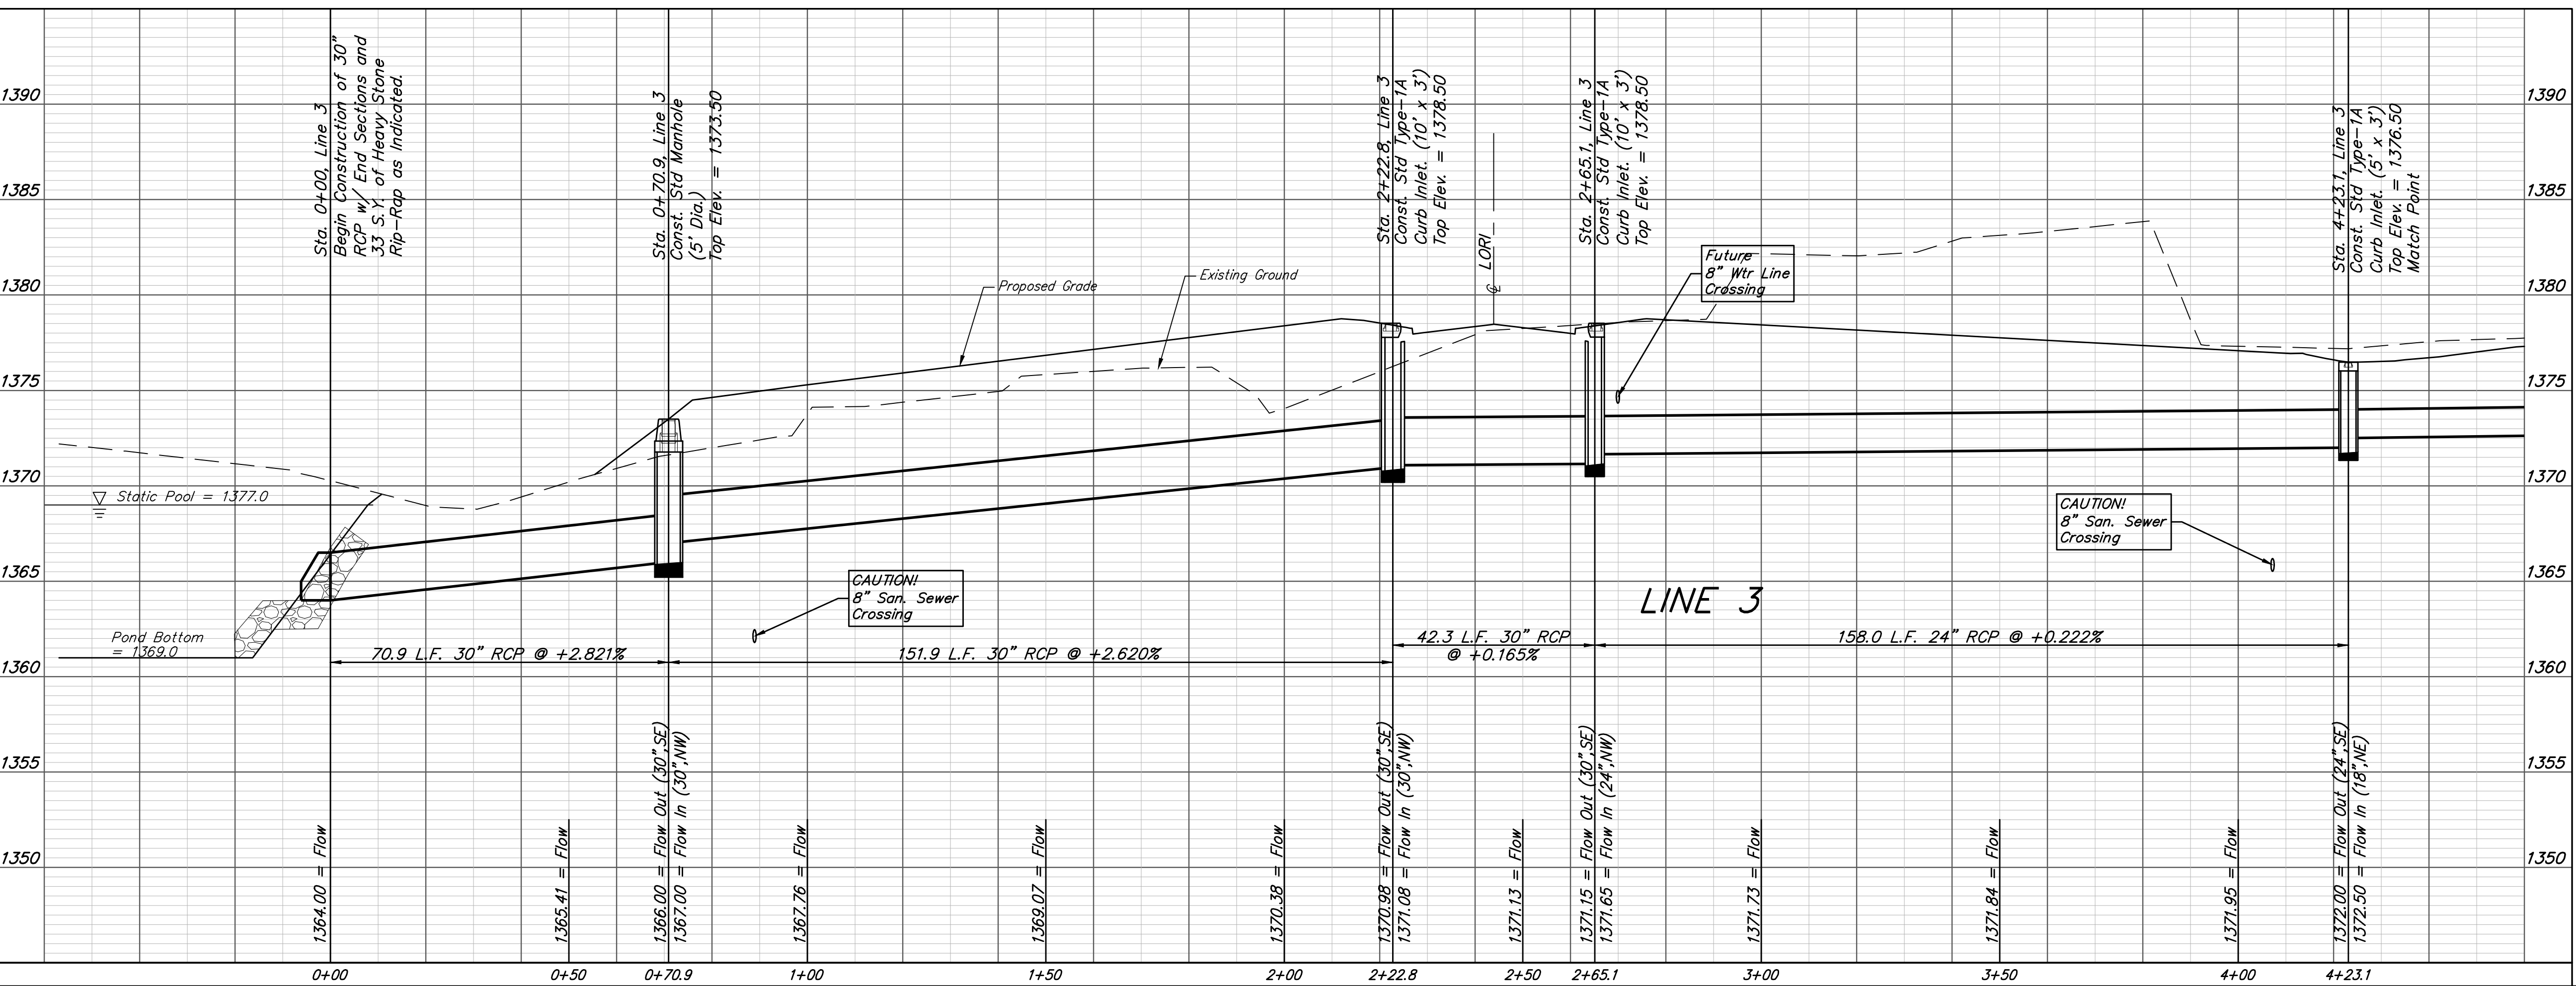 Sta. 0+00, Line 3
Begin Construction of 30"
RCP w/ End Sections and
33 S.Y. of Heavy Stone
Rip-Rap as Indicated.
Sta. 0+70.9, Line 3
Const. Std Manhole
(5' Dia.)
Top Elev. = 1373.50
Sta. 2+22.8, Line 3
Const. Std Type-1A
Curb Inlet. (10' x 3')
Top Elev. = 1378.50
LORI
Sta. 2+65.1, Line 3
Const. Std Type-1A
Curb Inlet. (10' x 3')
Top Elev. = 1378.50
Sta. 4+23.1, Line 3
Const. Std Type-1A
Curb Inlet. (5' x 3')
Top Elev. = 1376.50
Match Point
1390
1385
1380
1375
1370
1365
1360
1355
1350
1390
1385
1380
1375
1370
1365
1360
1355
1350
Proposed Grade
Existing Ground
Future
8" Wtr Line
Crossing
Static Pool = 1377.0
Pond Bottom
= 1369.0
CAUTION!
8" San. Sewer
Crossing
CAUTION!
8" San. Sewer
Crossing
LINE 3
70.9 L.F. 30" RCP @ +2.821%
151.9 L.F. 30" RCP @ +2.620%
42.3 L.F. 30" RCP
@ +0.165%
158.0 L.F. 24" RCP @ +0.222%
1364.00 = Flow
1365.41 = Flow
1366.00 = Flow Out (30",SE)
1367.00 = Flow In (30",NW)
1367.76 = Flow
1369.07 = Flow
1370.38 = Flow
1370.98 = Flow Out (30",SE)
1371.08 = Flow In (30",NW)
1371.13 = Flow
1371.15 = Flow Out (30",SE)
1371.65 = Flow In (24",NW)
1371.73 = Flow
1371.84 = Flow
1371.95 = Flow
1372.00 = Flow Out (24",SE)
1372.50 = Flow In (18",NE)
0+00
0+50
0+70.9
1+00
1+50
2+00
2+22.8
2+50
2+65.1
3+00
3+50
4+00
4+23.1